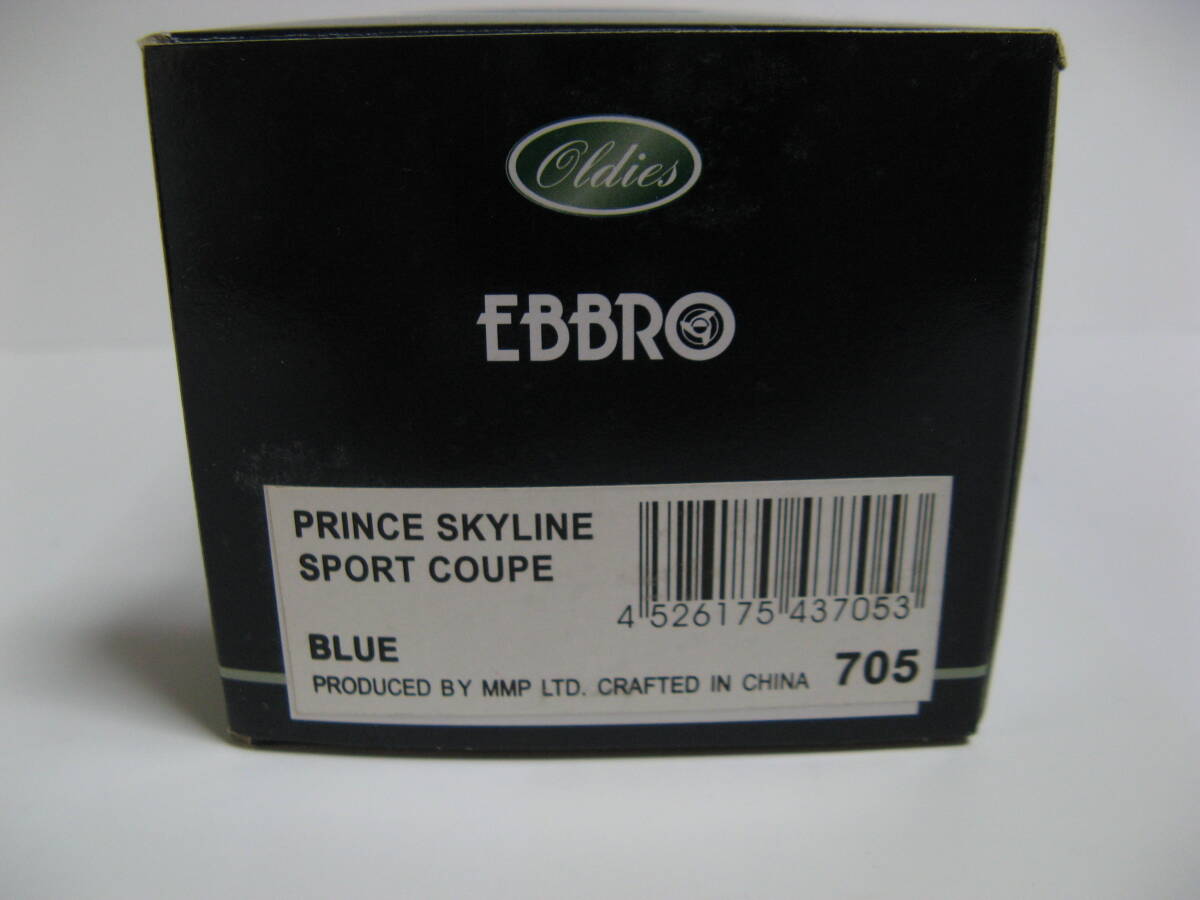 Oldies
EBBRO
PRINCE SKYLINE
SPORT COUPE
4 526175 437053
BLUE
705
PRODUCED BY MMP LTD. CRAFTED IN CHINA